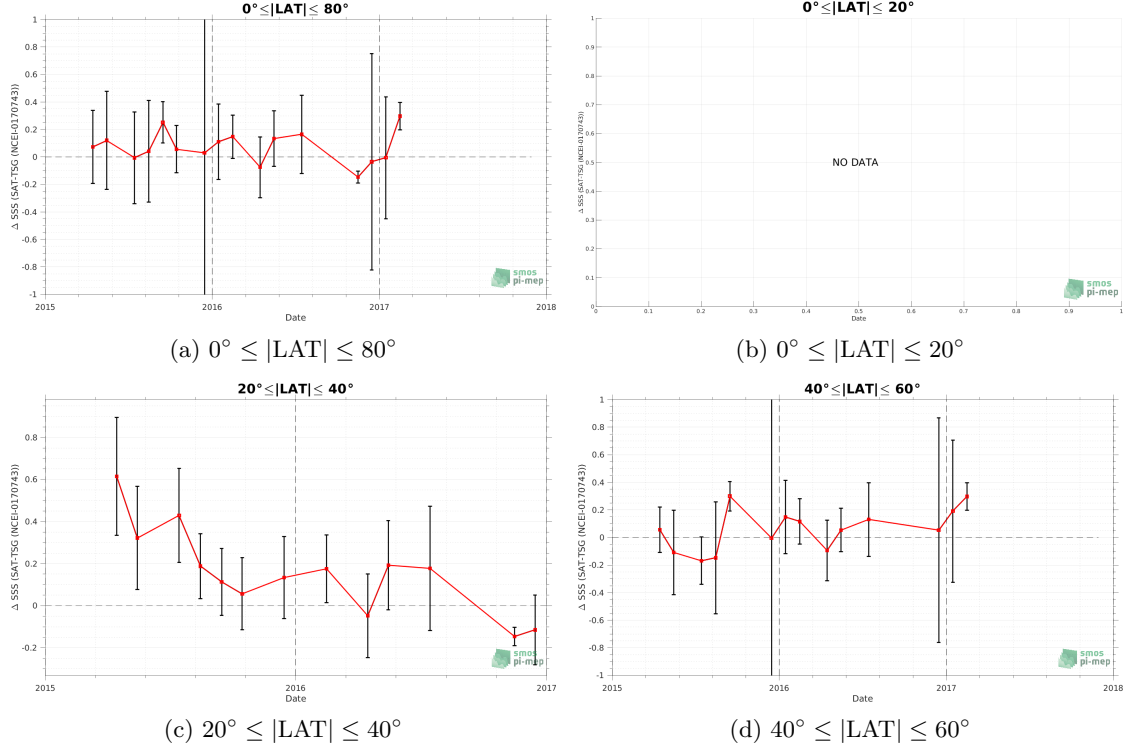 0°≤|LAT|≤ 80°
Δ SSS (SAT-TSG (NCEI-0170743))
1
0.8
0.6
0.4
0.2
0
-0.2
-0.4
-0.6
-0.8
-1
2015
2016
2017
2018
Date
smos
pi-mep
(a) 0° ≤ |LAT| ≤ 80°
0°≤|LAT|≤ 20°
Δ SSS (SAT-TSG (NCEI-0170743))
1
0.9
0.8
0.7
0.6
0.5
0.4
0.3
0.2
0.1
0
NO DATA
0
0.1
0.2
0.3
0.4
0.5
0.6
0.7
0.8
0.9
1
Date
smos
pi-mep
(b) 0° ≤ |LAT| ≤ 20°
20°≤|LAT|≤ 40°
Δ SSS (SAT-TSG (NCEI-0170743))
0.8
0.6
0.4
0.2
0
-0.2
2015
2016
2017
Date
smos
pi-mep
(c) 20° ≤ |LAT| ≤ 40°
40°≤|LAT|≤ 60°
Δ SSS (SAT-TSG (NCEI-0170743))
1
0.8
0.6
0.4
0.2
0
-0.2
-0.4
-0.6
-0.8
-1
2015
2016
2017
2018
Date
smos
pi-mep
(d) 40° ≤ |LAT| ≤ 60°